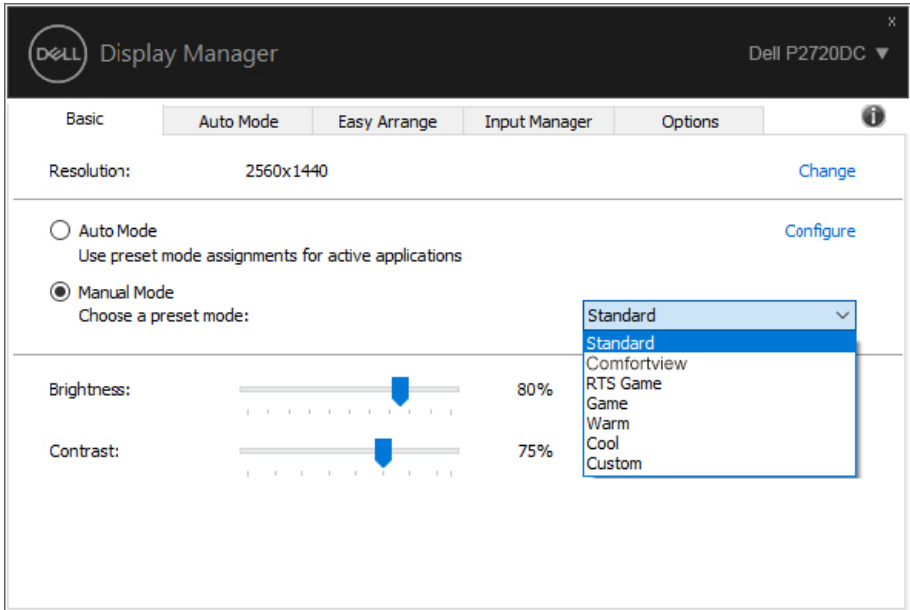 DELL Display Manager
x
Dell P2720DC ▼
Basic Auto Mode Easy Arrange Input Manager Options
Resolution: 2560x1440 Change
Auto Mode Configure
Use preset mode assignments for active applications
Manual Mode
Choose a preset mode: Standard
Standard
Comfortview
RTS Game
Game
Warm
Cool
Custom
Brightness: 80%
Contrast: 75%